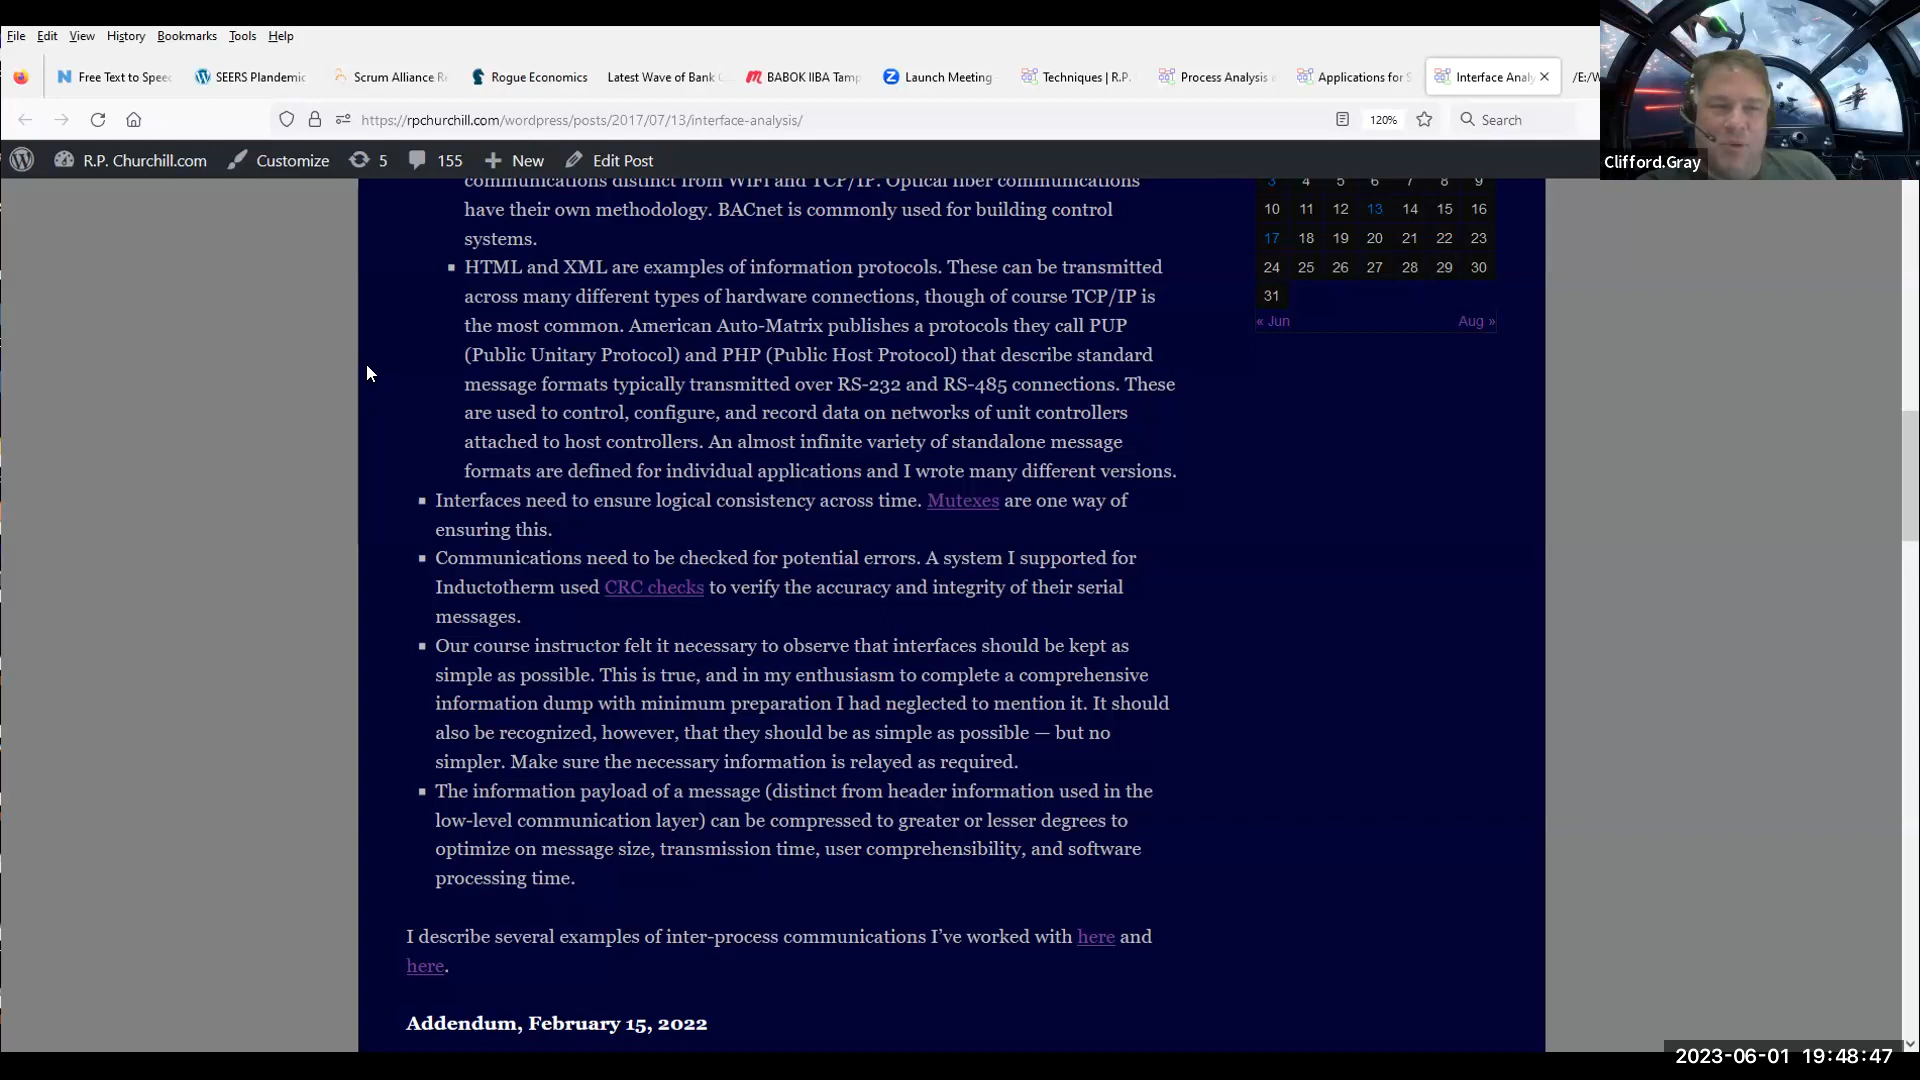 File Edit View History Bookmarks Tools Help
Free Text to Speec
SEERS Plandemic
Scrum Alliance Re
Rogue Economics
Latest Wave of Bank C
BABOK IIBA Tamp
Launch Meeting -
Techniques | R.P.
Process Analysis
Applications for S
Interface Analy
/E:/W
https://rpchurchill.com/wordpress/posts/2017/07/13/interface-analysis/
120%
Search
R.P. Churchill.com
Customize
5
155
New
Edit Post
Clifford.Gray
communications distinct from WiFi and TCP/IP. Optical fiber communications
have their own methodology. BACnet is commonly used for building control
systems.
HTML and XML are examples of information protocols. These can be transmitted
across many different types of hardware connections, though of course TCP/IP is
the most common. American Auto-Matrix publishes a protocols they call PUP
(Public Unitary Protocol) and PHP (Public Host Protocol) that describe standard
message formats typically transmitted over RS-232 and RS-485 connections. These
are used to control, configure, and record data on networks of unit controllers
attached to host controllers. An almost infinite variety of standalone message
formats are defined for individual applications and I wrote many different versions.
Interfaces need to ensure logical consistency across time. Mutexes are one way of
ensuring this.
Communications need to be checked for potential errors. A system I supported for
Inductotherm used CRC checks to verify the accuracy and integrity of their serial
messages.
Our course instructor felt it necessary to observe that interfaces should be kept as
simple as possible. This is true, and in my enthusiasm to complete a comprehensive
information dump with minimum preparation I had neglected to mention it. It should
also be recognized, however, that they should be as simple as possible — but no
simpler. Make sure the necessary information is relayed as required.
The information payload of a message (distinct from header information used in the
low-level communication layer) can be compressed to greater or lesser degrees to
optimize on message size, transmission time, user comprehensibility, and software
processing time.
I describe several examples of inter-process communications I've worked with here and
here.
Addendum, February 15, 2022
3 4 5 6 7 8 9
10 11 12 13 14 15 16
17 18 19 20 21 22 23
24 25 26 27 28 29 30
31
« Jun Aug »
2023-06-01 19:48:47